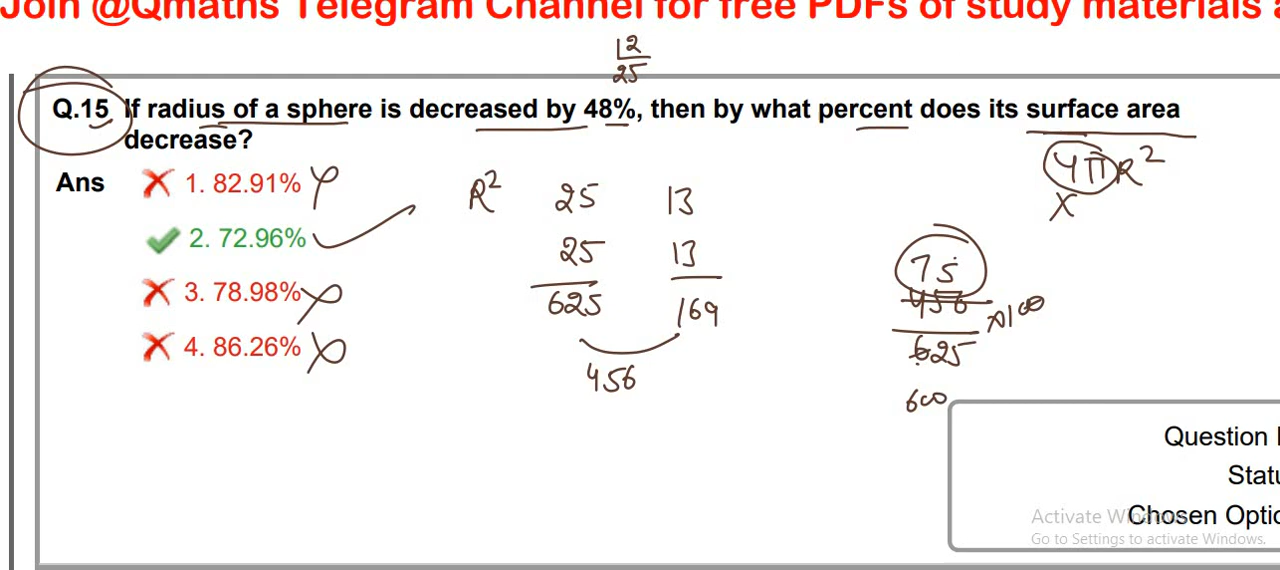 Join @Qmaths Telegram Channel for free PDFs of study materials a
12
25
Q.15 If radius of a sphere is decreased by 48%, then by what percent does its surface area
decrease?
4πR²
X
Ans 1. 82.91%
2. 72.96%
3. 78.98%
4. 86.26%
R² 25 13
25 13
625 169
456
75
456 ×100
625
600
Question
Statu
Chosen Optio
Activate Windows
Go to Settings to activate Windows.